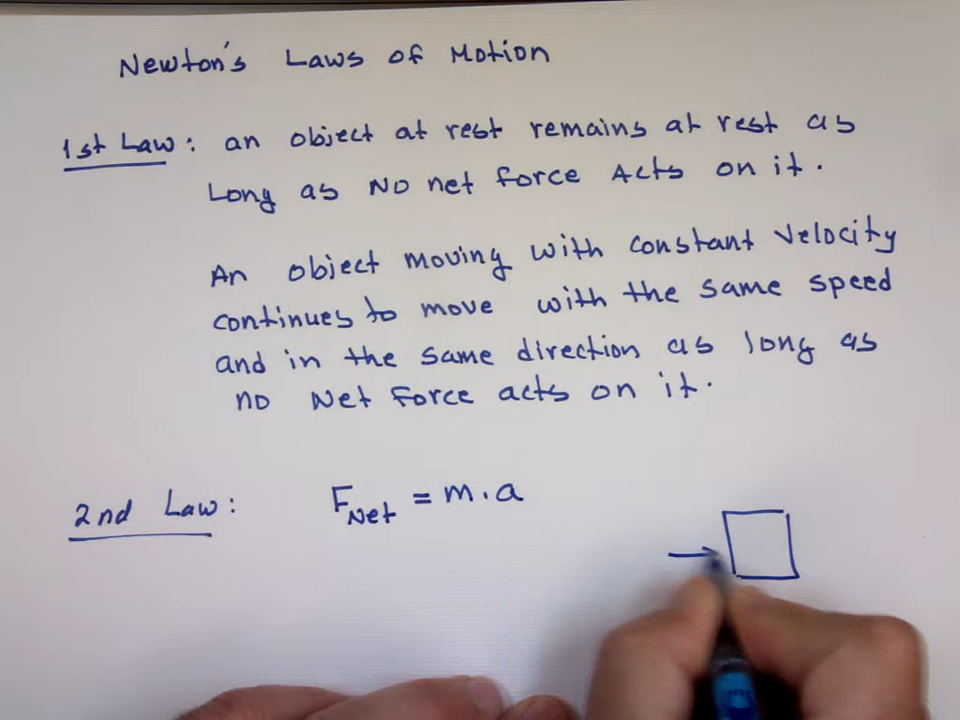 Newton's Laws of Motion
1st Law: an object at rest remains at rest as
Long as NO net force Acts on it.
An object moving with constant Velocity
continues to move with the same speed
and in the same direction as long as
no Net Force acts on it.
2nd Law: F_Net = m.a